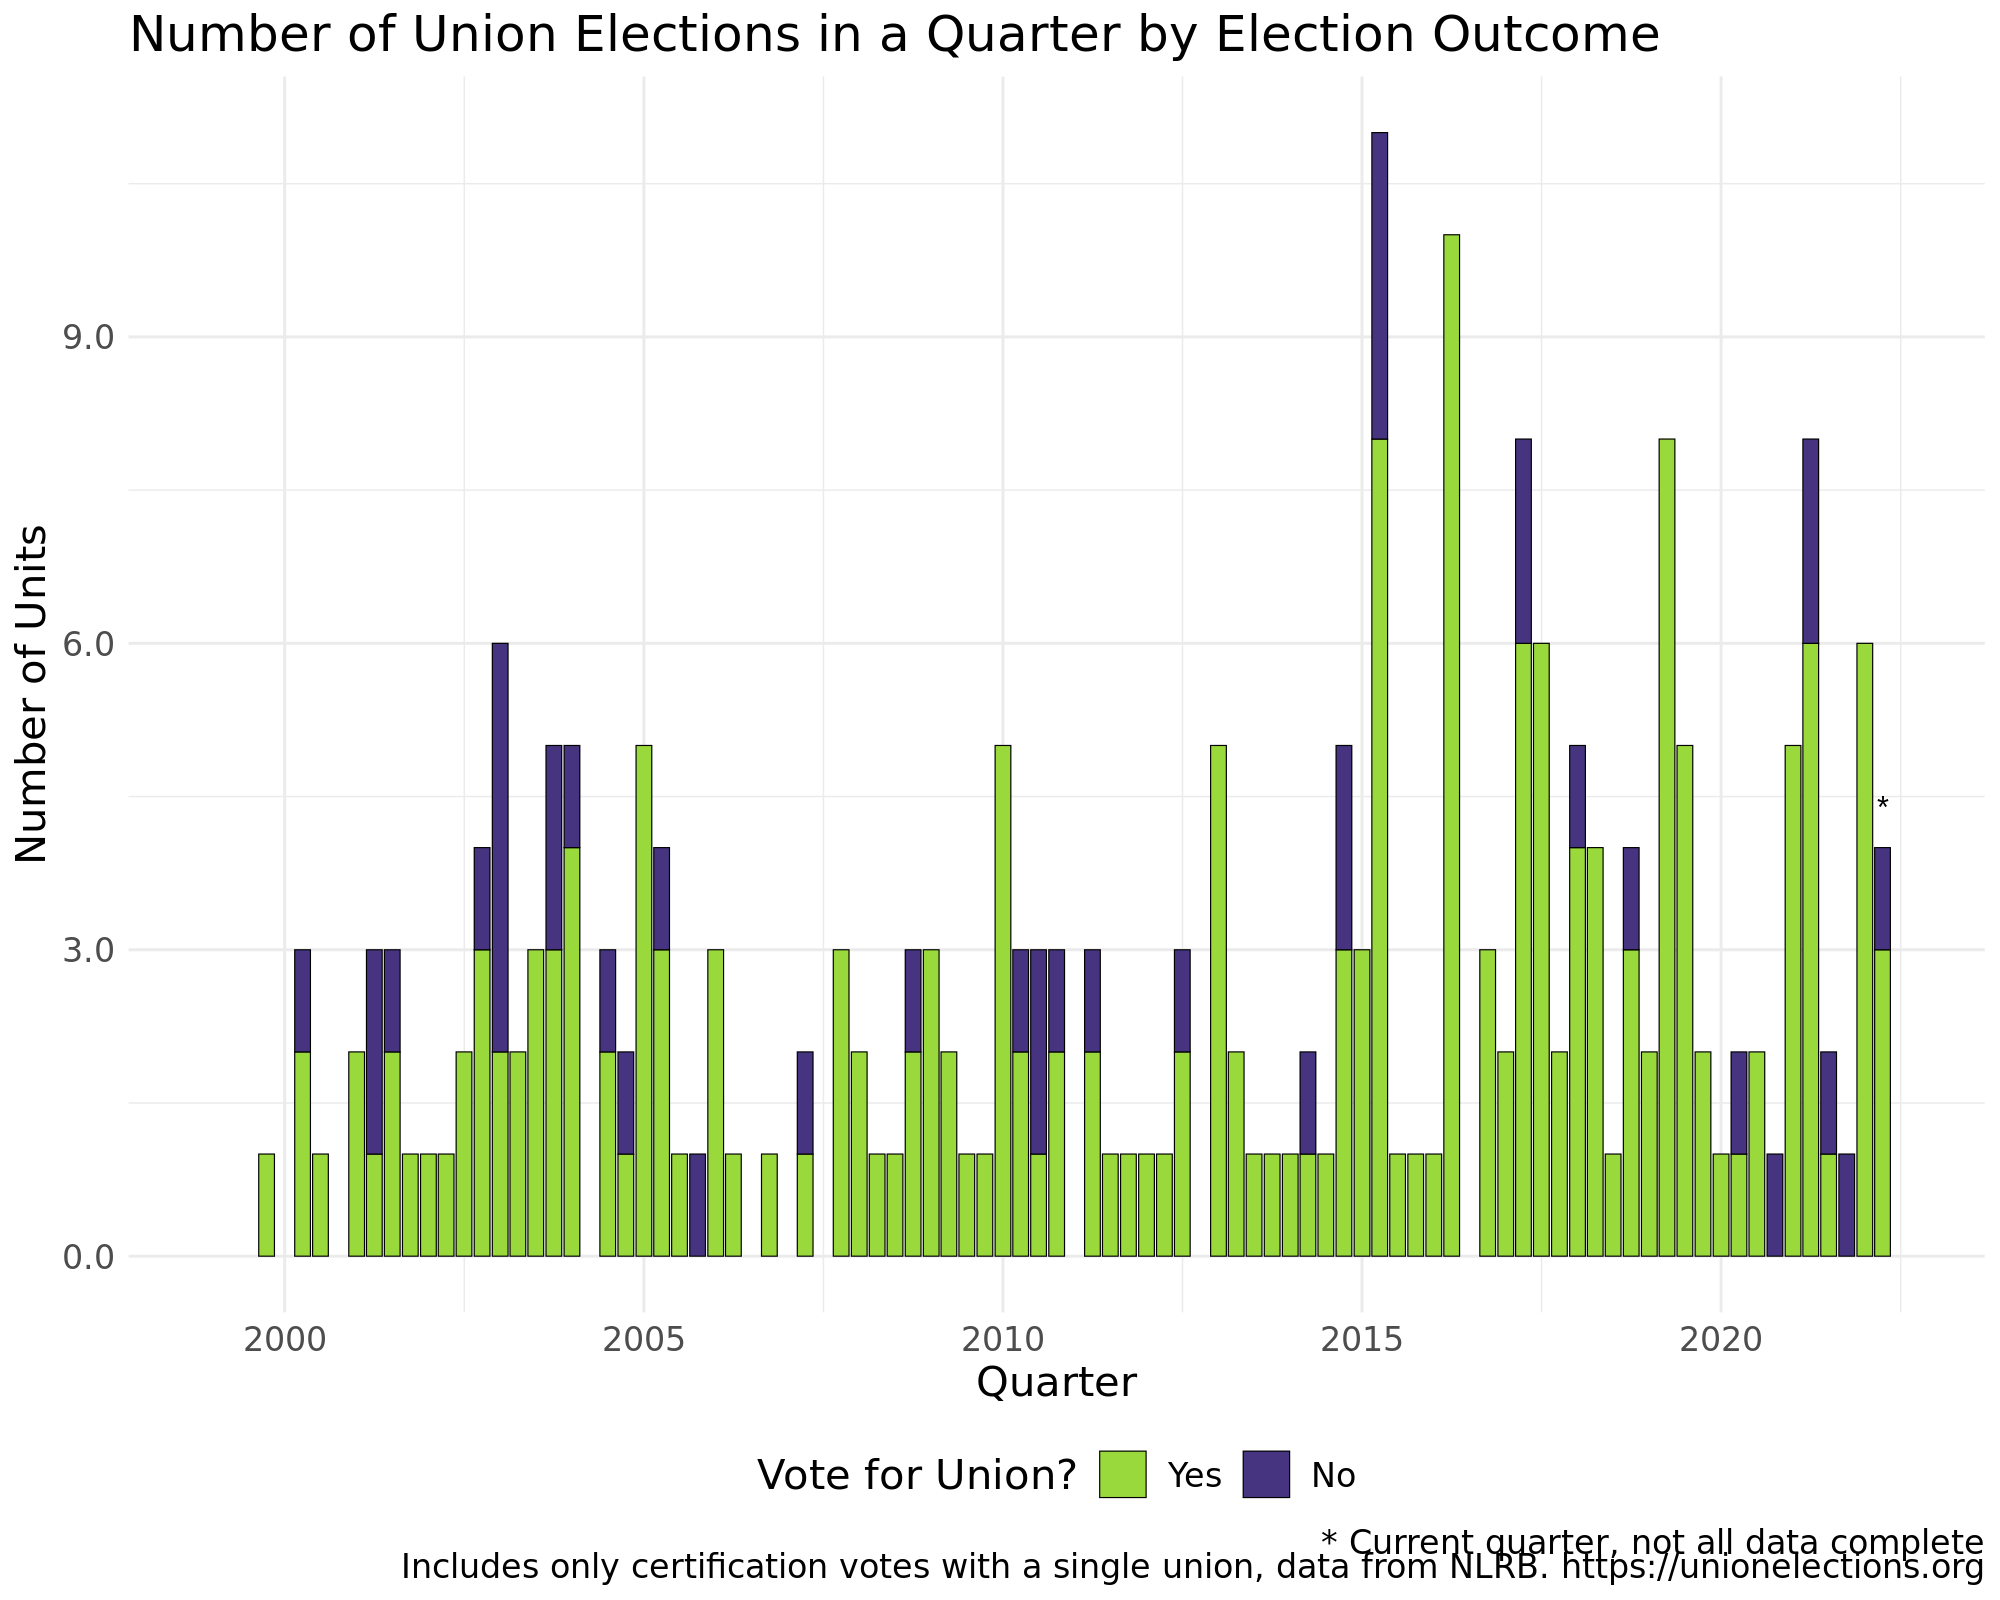 Number of Union Elections in a Quarter by Election Outcome
Number of Units
9.0
6.0
3.0
0.0
*
2000 2005 2010 2015 2020
Quarter
Vote for Union? Yes No
* Current quarter, not all data complete
Includes only certification votes with a single union, data from NLRB. https://unionelections.org